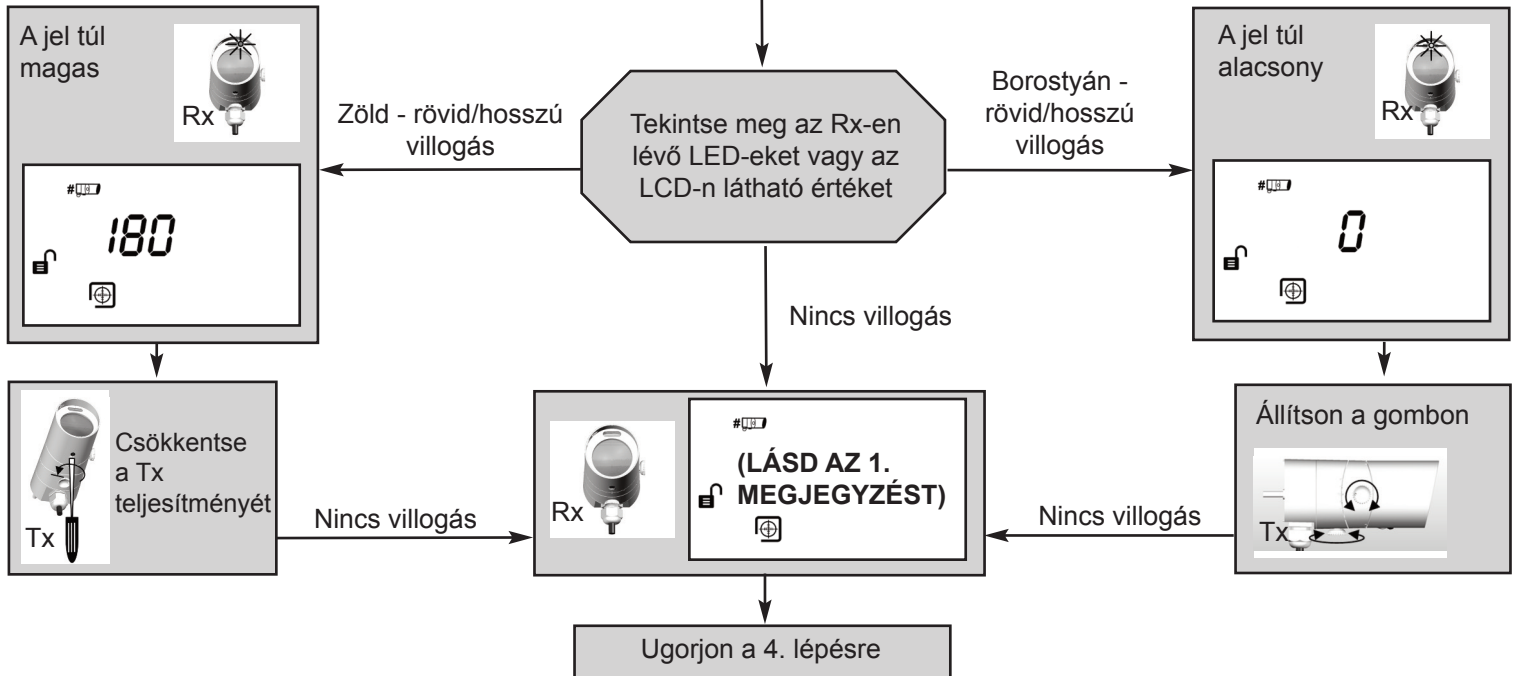 A jel túl
magas
Rx
#
180
Zöld - rövid/hosszú
villogás
Tekintse meg az Rx-en
lévő LED-eket vagy az
LCD-n látható értéket
Borostyán -
rövid/hosszú
villogás
A jel túl
alacsony
Rx
#
0
Nincs villogás
Csökkentse
a Tx
teljesítményét
Tx
Nincs villogás
Rx
#
(LÁSD AZ 1.
MEGJEGYZÉST)
Nincs villogás
Állítson a gombon
Tx
Ugorjon a 4. lépésre